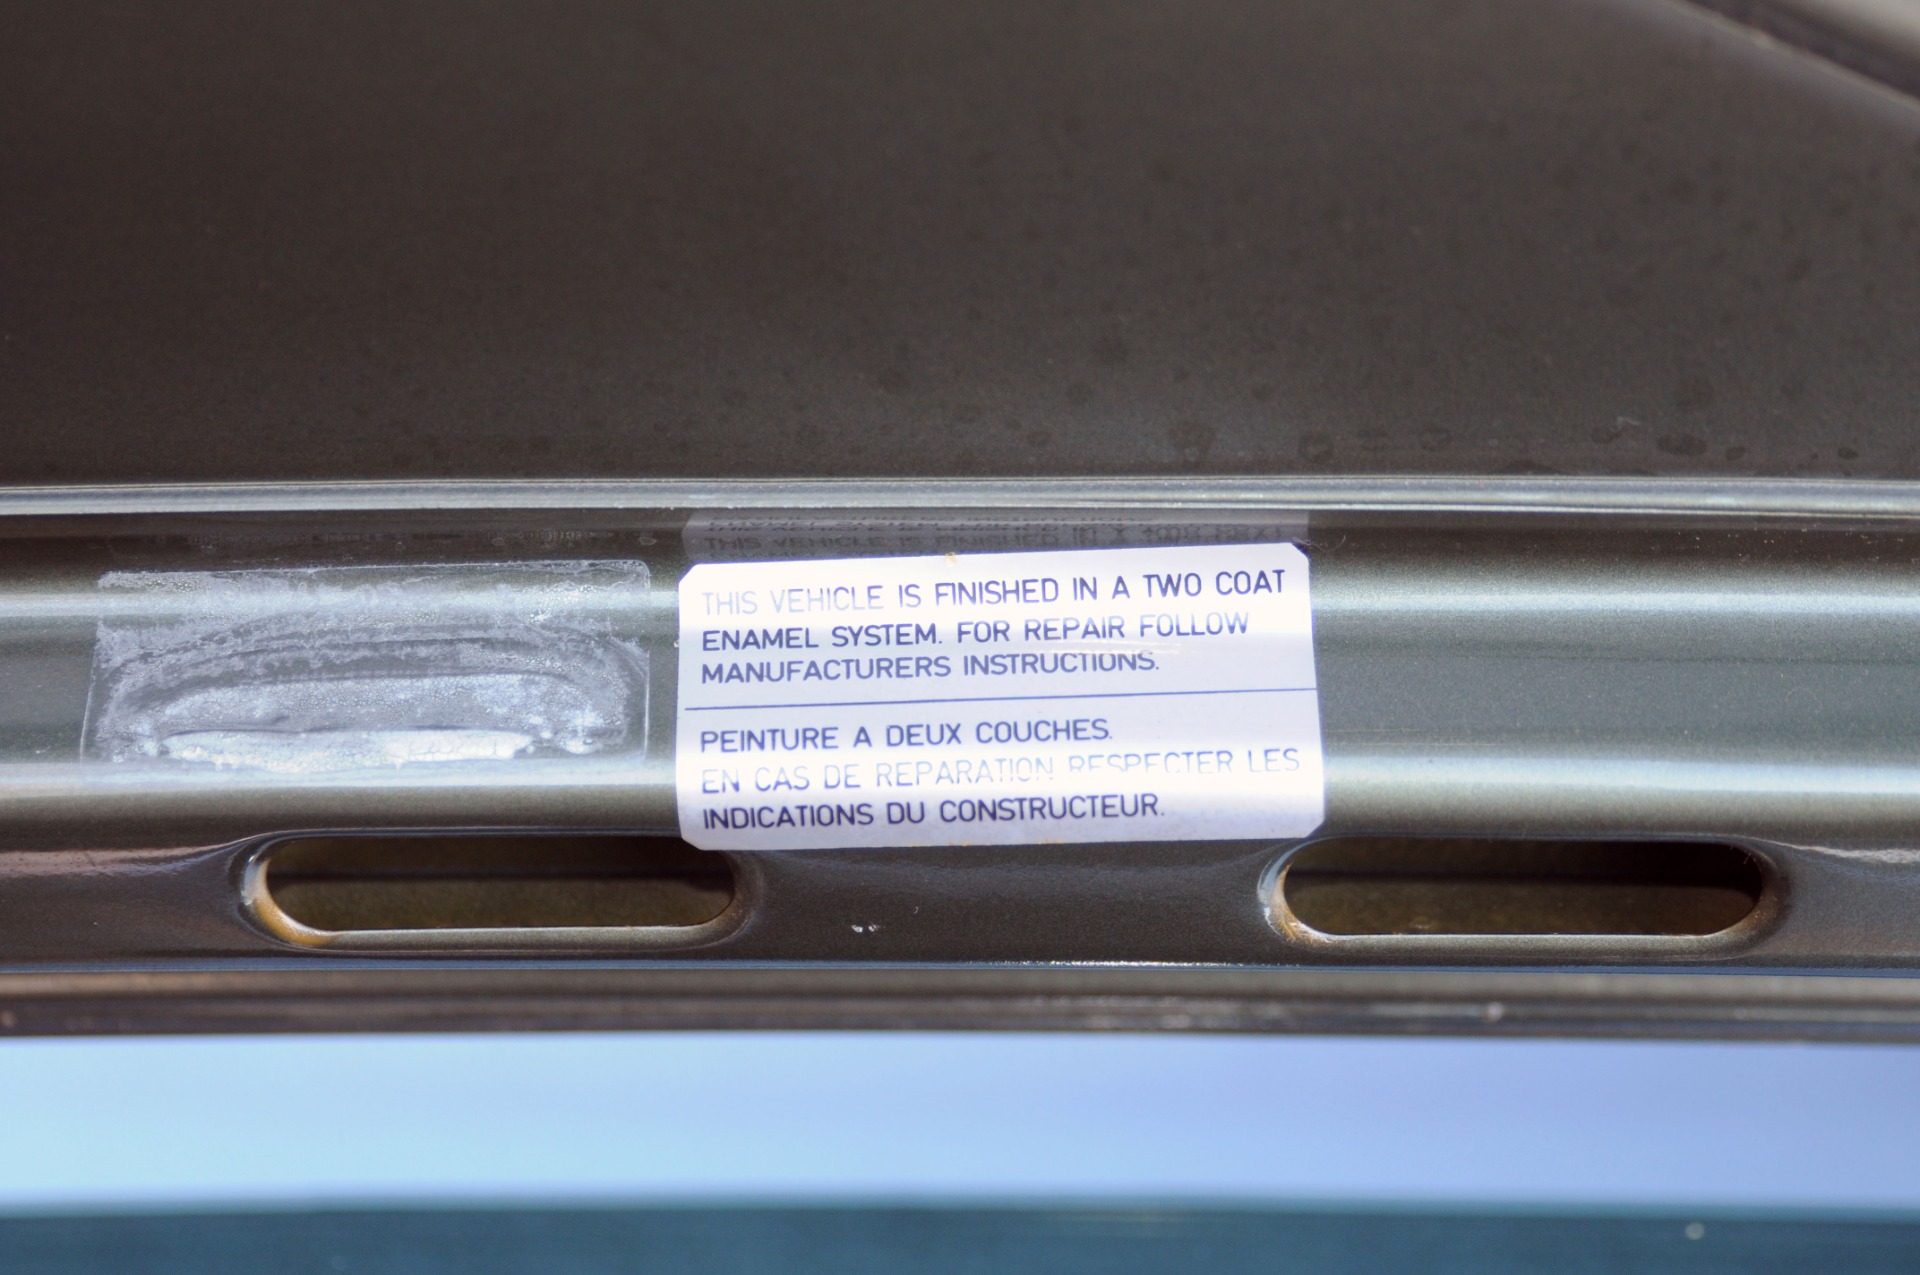 THIS VEHICLE IS FINISHED IN A TWO COAT
ENAMEL SYSTEM. FOR REPAIR FOLLOW
MANUFACTURERS INSTRUCTIONS.
PEINTURE A DEUX COUCHES.
EN CAS DE REPARATION RESPECTER LES
INDICATIONS DU CONSTRUCTEUR.